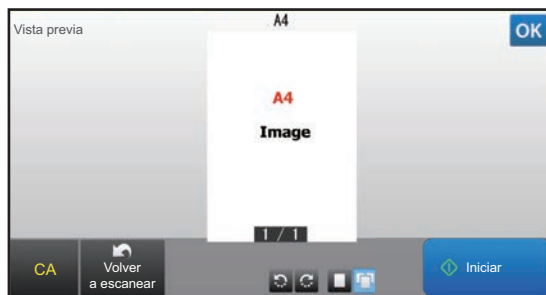 Vista previa
A4
OK
A4
Image
1 / 1
CA
Volver
a escanear
Iniciar